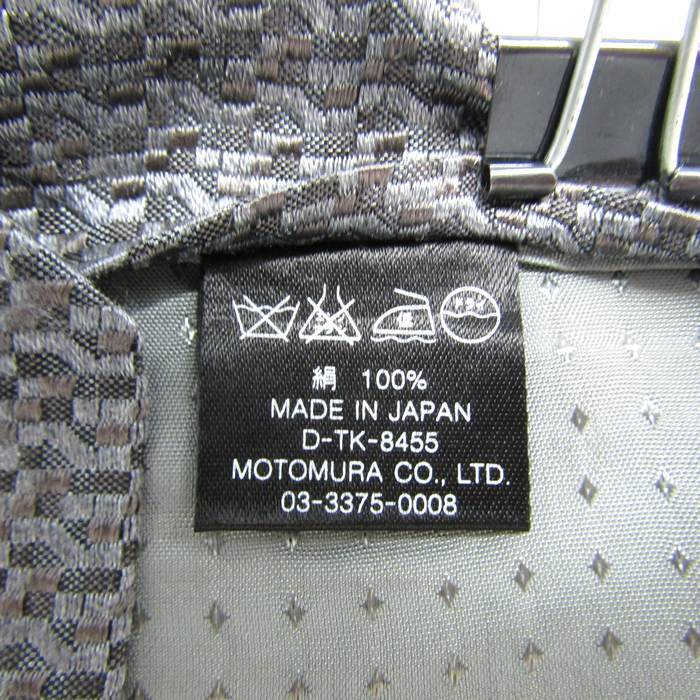 絹 100%
MADE IN JAPAN
D-TK-8455
MOTOMURA CO., LTD.
03-3375-0008